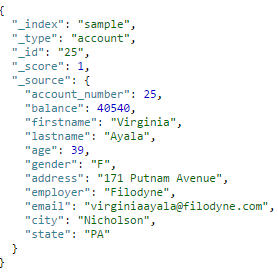 {
  "_index": "sample",
  "_type": "account",
  "_id": "25",
  "_score": 1,
  "_source": {
    "account_number": 25,
    "balance": 40540,
    "firstname": "Virginia",
    "lastname": "Ayala",
    "age": 39,
    "gender": "F",
    "address": "171 Putnam Avenue",
    "employer": "Filodyne",
    "email": "virginiaayala@filodyne.com",
    "city": "Nicholson",
    "state": "PA"
  }
}